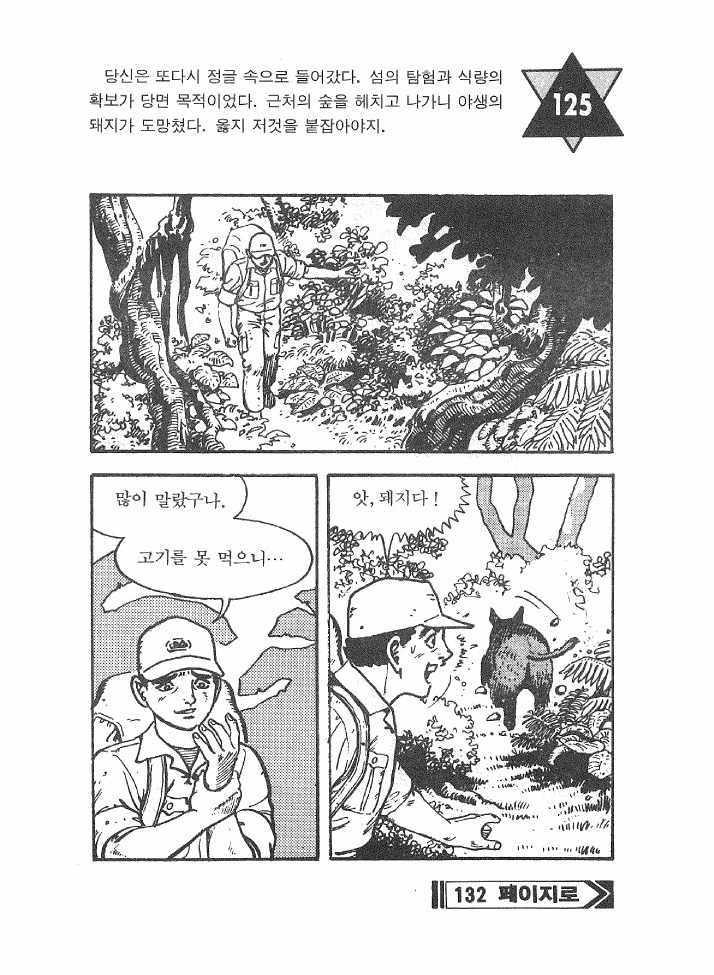 당신은 또다시 정글 속으로 들어갔다. 섬의 탐험과 식량의
확보가 당면 목적이었다. 근처의 숲을 헤치고 나가니 야생의
돼지가 도망쳤다. 옳지 저것을 붙잡아야지.
125
많이 말랐구나.
고기를 못 먹으니…
앗, 돼지다!
132 페이지로